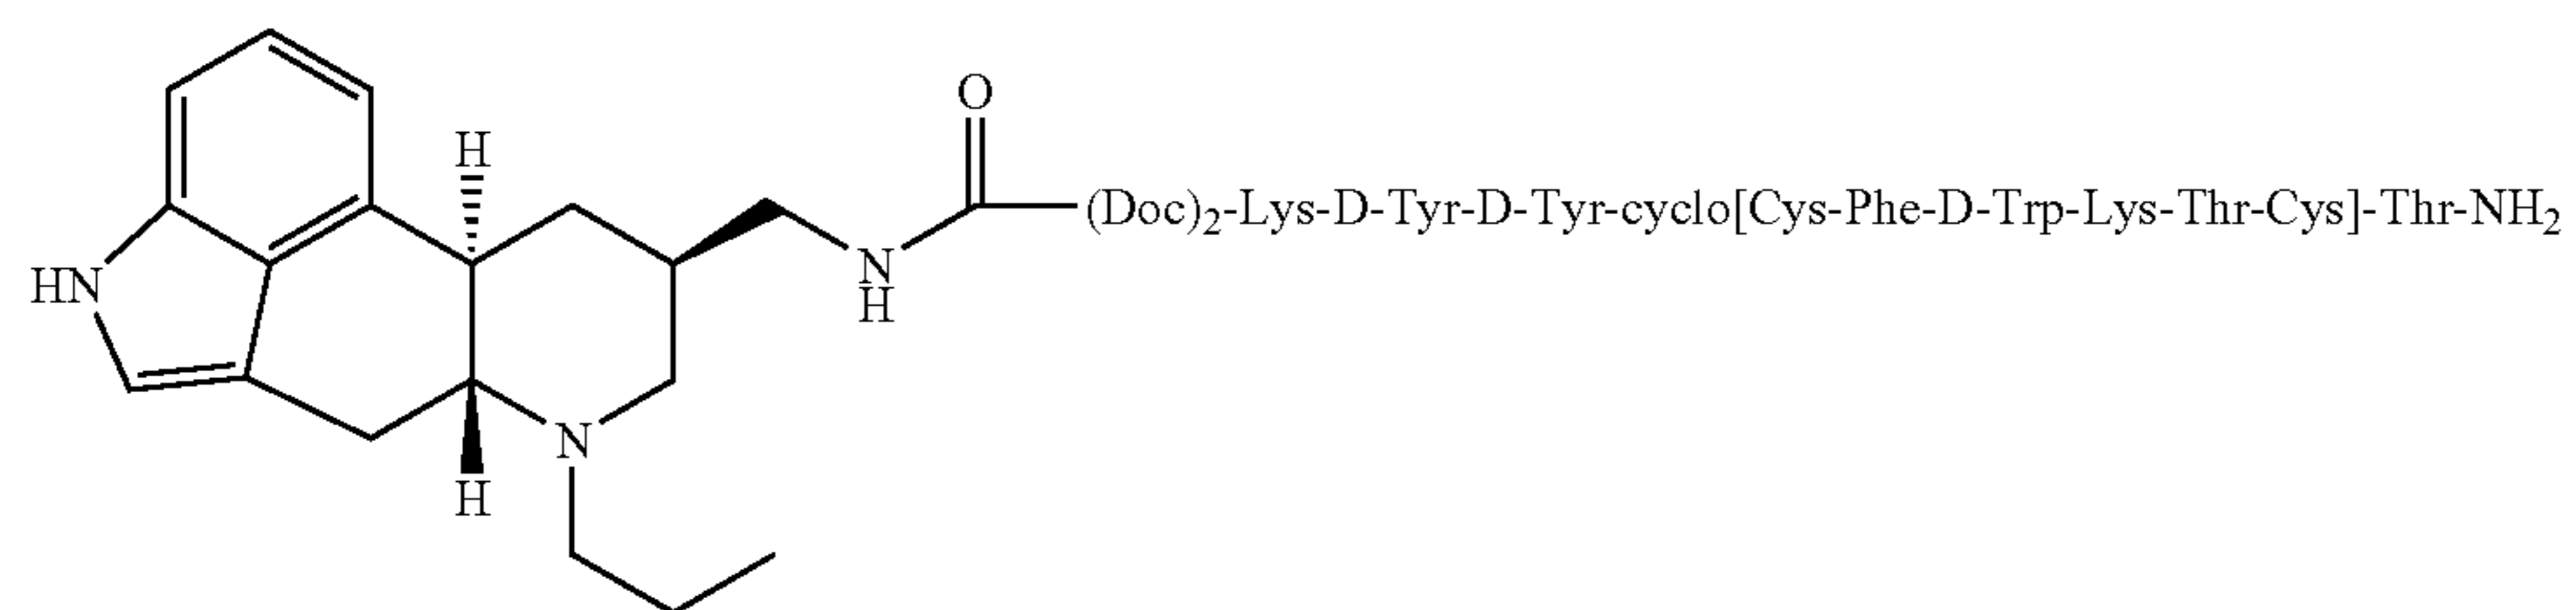 O
H
(Doc)₂-Lys-D-Tyr-D-Tyr-cyclo[Cys-Phe-D-Trp-Lys-Thr-Cys]-Thr-NH₂
HN
N
H
N
H